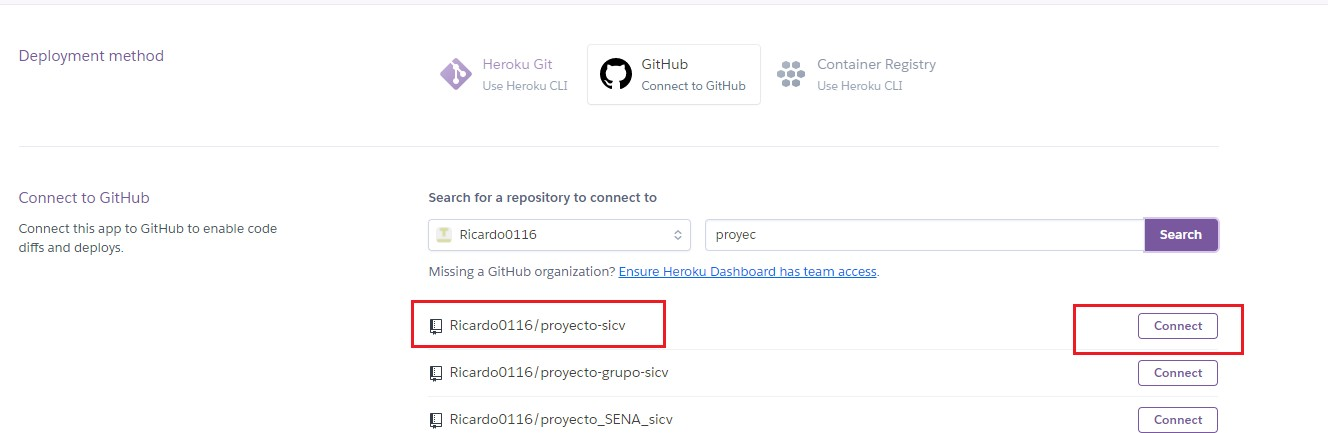 Deployment method
Heroku Git
Use Heroku CLI
GitHub
Connect to GitHub
Container Registry
Use Heroku CLI
Connect to GitHub
Connect this app to GitHub to enable code
diffs and deploys.
Search for a repository to connect to
Ricardo0116
proyec
Search
Missing a GitHub organization? Ensure Heroku Dashboard has team access.
Ricardo0116/proyecto-sicv
Connect
Ricardo0116/proyecto-grupo-sicv
Connect
Ricardo0116/proyecto_SENA_sicv
Connect